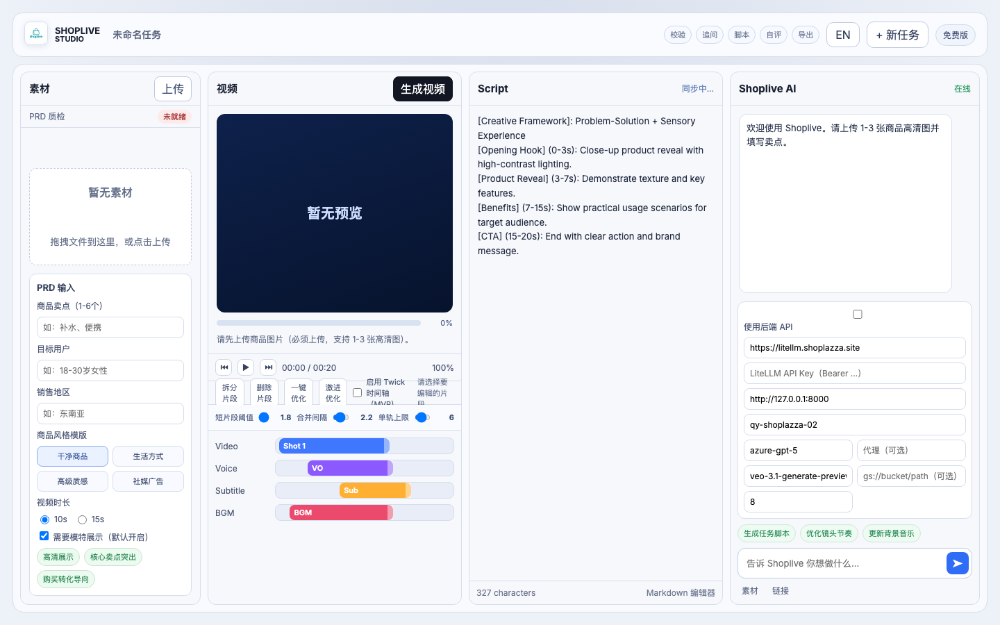 shoplive
SHOPLIVE
STUDIO
未命名任务
校验
追问
脚本
自评
导出
EN
+ 新任务
免费版
素材
上传
PRD 质检
未就绪
暂无素材
拖拽文件到这里，或点击上传
PRD 输入
商品卖点（1-6个）
如：补水、便携
目标用户
如：18-30岁女性
销售地区
如：东南亚
商品风格模版
干净商品
生活方式
高级质感
社媒广告
视频时长
10s
15s
需要模特展示（默认开启）
高清展示
核心卖点突出
购买转化导向
视频
生成视频
暂无预览
0%
请先上传商品图片（必须上传，支持 1-3 张高清图）。
00:00 / 00:20
100%
拆分
片段
删除
片段
一键
优化
激进
优化
启用 Twick
时间轴
（MVP）
请选择要
编辑的片
段
短片段阈值
1.8
合并间隔
2.2
单轨上限
6
Video
Shot 1
Voice
VO
Subtitle
Sub
BGM
BGM
Script
同步中...
[Creative Framework]: Problem-Solution + Sensory
Experience
[Opening Hook] (0-3s): Close-up product reveal with
high-contrast lighting.
[Product Reveal] (3-7s): Demonstrate texture and key
features.
[Benefits] (7-15s): Show practical usage scenarios for
target audience.
[CTA] (15-20s): End with clear action and brand
message.
327 characters
Markdown 编辑器
Shoplive AI
在线
欢迎使用 Shoplive。请上传 1-3 张商品高清图并
填写卖点。
使用后端 API
https://litellm.shoplazza.site
LiteLLM API Key（Bearer ...）
http://127.0.0.1:8000
qy-shoplazza-02
azure-gpt-5
代理（可选）
veo-3.1-generate-preview
gs://bucket/path（可选）
8
生成任务脚本
优化镜头节奏
更新背景音乐
告诉 Shoplive 你想做什么...
素材
链接